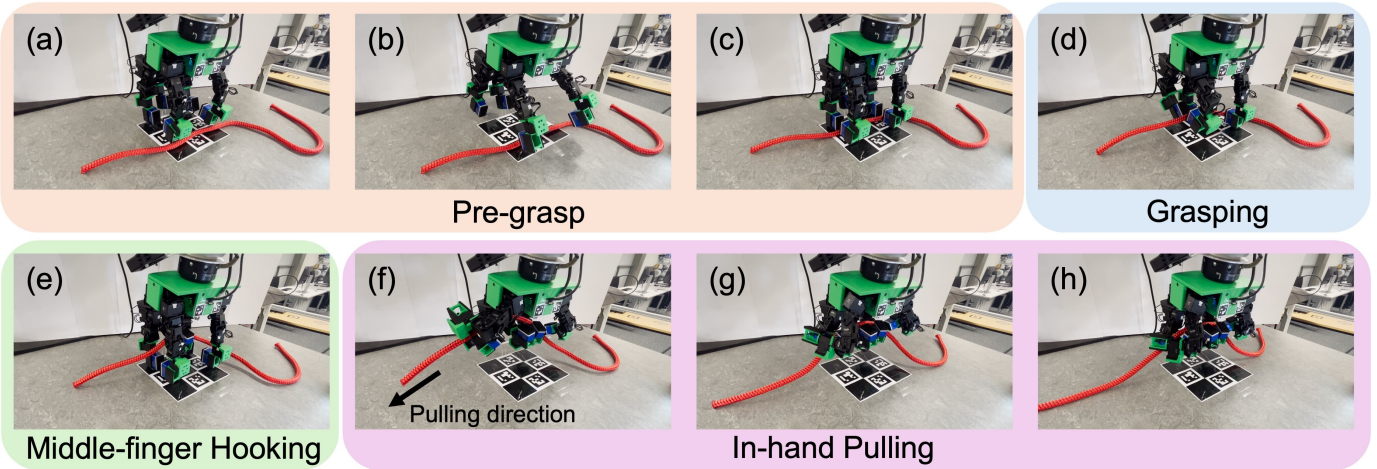 (a)
(b)
(c)
(d)
Pre-grasp
Grasping
(e)
(f)
(g)
(h)
Pulling direction
Middle-finger Hooking
In-hand Pulling